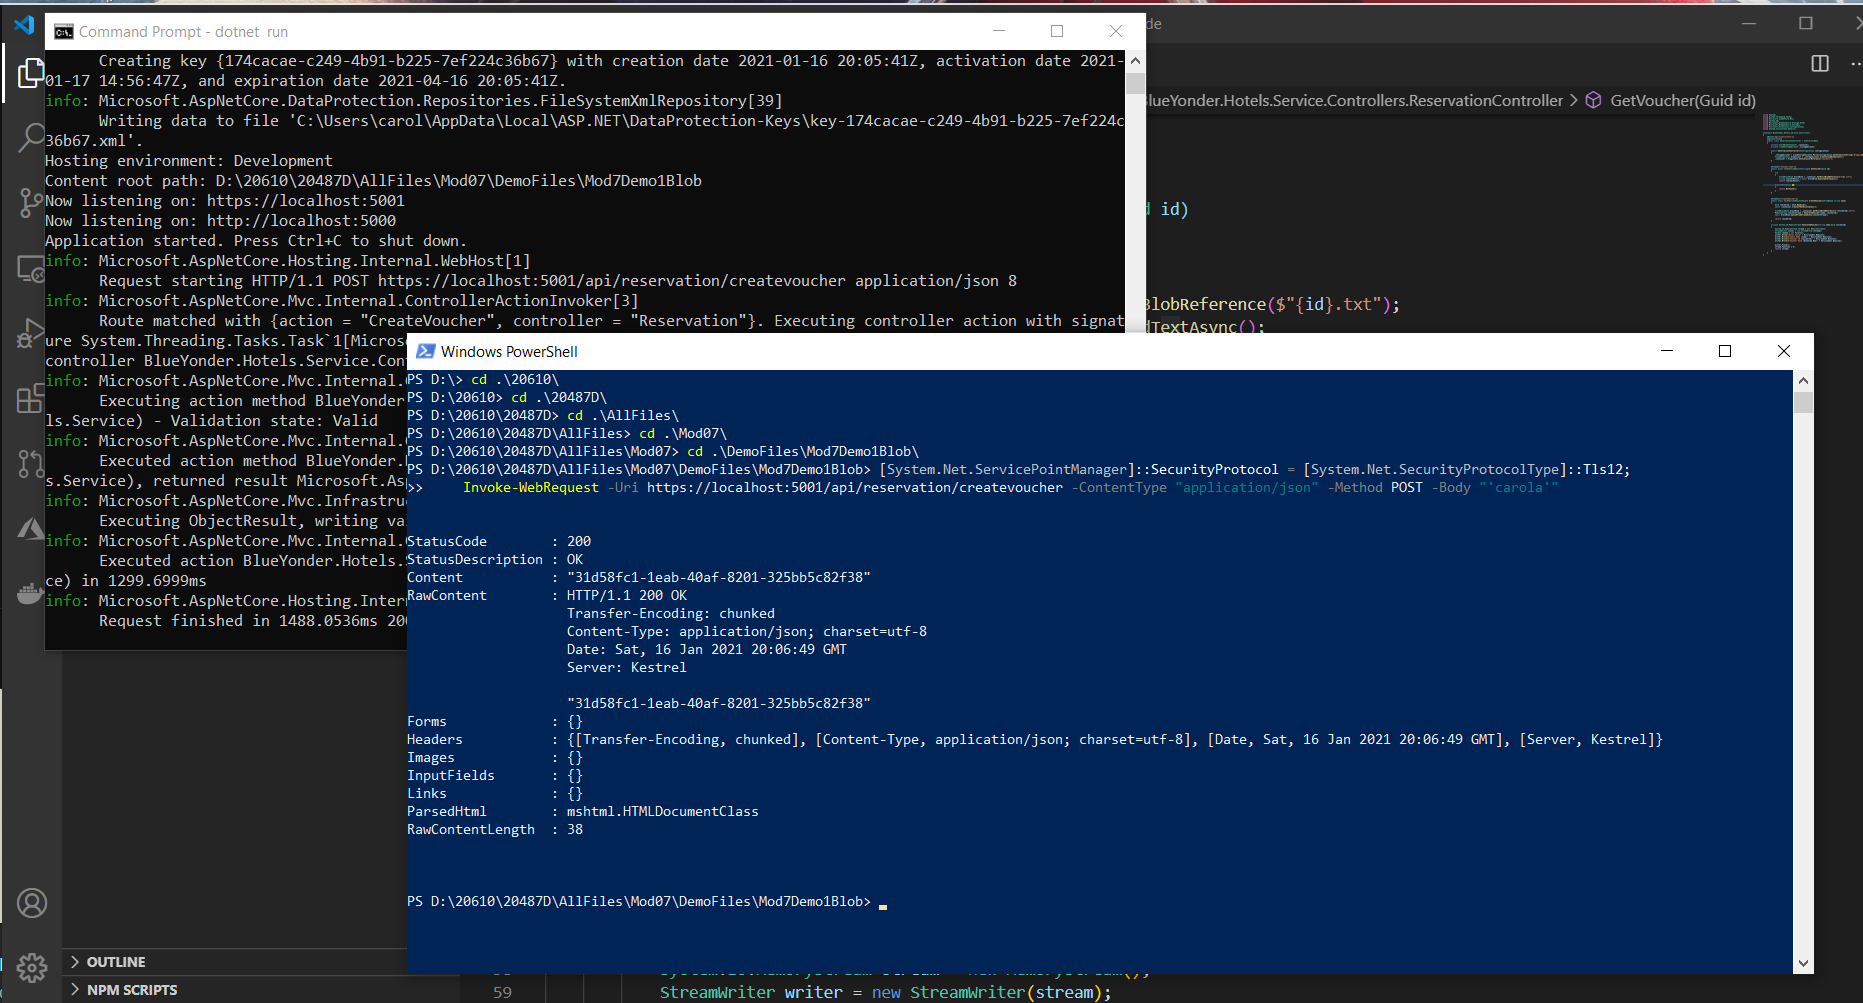 Command Prompt - dotnet  run
      Creating key {174cacae-c249-4b91-b225-7ef224c36b67} with creation date 2021-01-16 20:05:41Z, activation date 2021-
01-17 14:56:47Z, and expiration date 2021-04-16 20:05:41Z.
info: Microsoft.AspNetCore.DataProtection.Repositories.FileSystemXmlRepository[39]
      Writing data to file 'C:\Users\carol\AppData\Local\ASP.NET\DataProtection-Keys\key-174cacae-c249-4b91-b225-7ef224c
36b67.xml'.
Hosting environment: Development
Content root path: D:\20610\20487D\AllFiles\Mod07\DemoFiles\Mod7Demo1Blob
Now listening on: https://localhost:5001
Now listening on: http://localhost:5000
Application started. Press Ctrl+C to shut down.
info: Microsoft.AspNetCore.Hosting.Internal.WebHost[1]
      Request starting HTTP/1.1 POST https://localhost:5001/api/reservation/createvoucher application/json 8
info: Microsoft.AspNetCore.Mvc.Internal.ControllerActionInvoker[3]
      Route matched with {action = "CreateVoucher", controller = "Reservation"}. Executing controller action with signat
ure System.Threading.Tasks.Task`1[Micros
controller BlueYonder.Hotels.Service.Con
info: Microsoft.AspNetCore.Mvc.Internal.
      Executing action method BlueYonder
ls.Service) - Validation state: Valid
info: Microsoft.AspNetCore.Mvc.Internal.
      Executed action method BlueYonder.
s.Service), returned result Microsoft.As
info: Microsoft.AspNetCore.Mvc.Infrastruc
      Executing ObjectResult, writing va
info: Microsoft.AspNetCore.Mvc.Internal.
      Executed action BlueYonder.Hotels.
ce) in 1299.6999ms
info: Microsoft.AspNetCore.Hosting.Inter
      Request finished in 1488.0536ms 20
de
lueYonder.Hotels.Service.Controllers.ReservationController > GetVoucher(Guid id)
d id)
BlobReference($"{id}.txt");
dTextAsync();
Windows PowerShell
PS D:\> cd .\20610\
PS D:\20610> cd .\20487D\
PS D:\20610\20487D> cd .\AllFiles\
PS D:\20610\20487D\AllFiles> cd .\Mod07\
PS D:\20610\20487D\AllFiles\Mod07> cd .\DemoFiles\Mod7Demo1Blob\
PS D:\20610\20487D\AllFiles\Mod07\DemoFiles\Mod7Demo1Blob> [System.Net.ServicePointManager]::SecurityProtocol = [System.Net.SecurityProtocolType]::Tls12;
>>     Invoke-WebRequest -Uri https://localhost:5001/api/reservation/createvoucher -ContentType "application/json" -Method POST -Body "'carola'"
StatusCode        : 200
StatusDescription : OK
Content           : "31d58fc1-1eab-40af-8201-325bb5c82f38"
RawContent        : HTTP/1.1 200 OK
                    Transfer-Encoding: chunked
                    Content-Type: application/json; charset=utf-8
                    Date: Sat, 16 Jan 2021 20:06:49 GMT
                    Server: Kestrel
                    "31d58fc1-1eab-40af-8201-325bb5c82f38"
Forms             : {}
Headers           : {[Transfer-Encoding, chunked], [Content-Type, application/json; charset=utf-8], [Date, Sat, 16 Jan 2021 20:06:49 GMT], [Server, Kestrel]}
Images            : {}
InputFields       : {}
Links             : {}
ParsedHtml        : mshtml.HTMLDocumentClass
RawContentLength  : 38
PS D:\20610\20487D\AllFiles\Mod07\DemoFiles\Mod7Demo1Blob>
OUTLINE
NPM SCRIPTS
59 StreamWriter writer = new StreamWriter(stream);